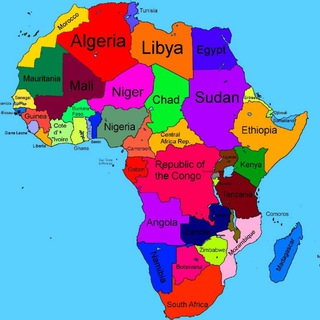 Tunisia
Morocco
Algeria
Libya
Egypt
Mauritania
Mali
Niger
Chad
Sudan
Senegal
Guinea
Burkina
Faso
Nigeria
Djibouti
Somaliland
Sierra Leone
Cote
d'
Ivoire
Liberia
Ghana
Cameroon
Central
Africa Rep.
Ethiopia
Gabon
Republic of
the Congo
Kenya
Tanzania
Comoros
Angola
Zambia
Mozambique
Zimbabwe
Madagascar
Namibia
Botswana
South Africa